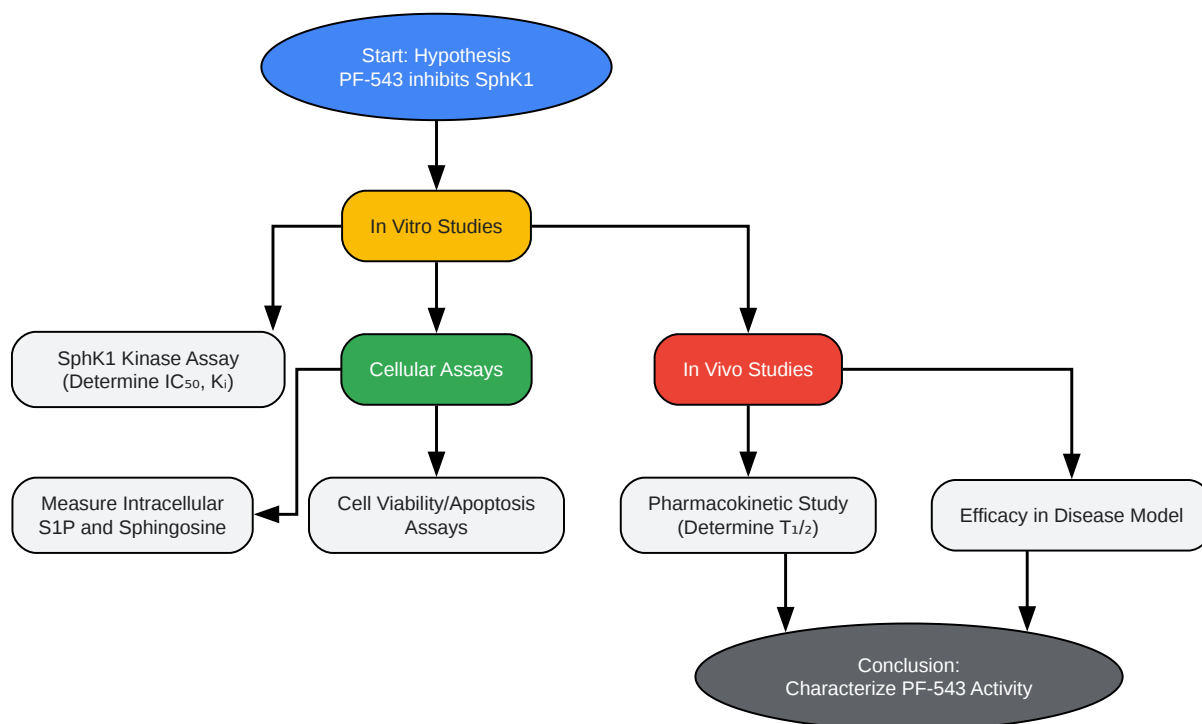 Start: Hypothesis
PF-543 inhibits SphK1
In Vitro Studies
SphK1 Kinase Assay
(Determine IC₅₀, Kᵢ)
Cellular Assays
In Vivo Studies
Measure Intracellular
S1P and Sphingosine
Cell Viability/Apoptosis
Assays
Pharmacokinetic Study
(Determine T₁/₂)
Efficacy in Disease Model
Conclusion:
Characterize PF-543 Activity